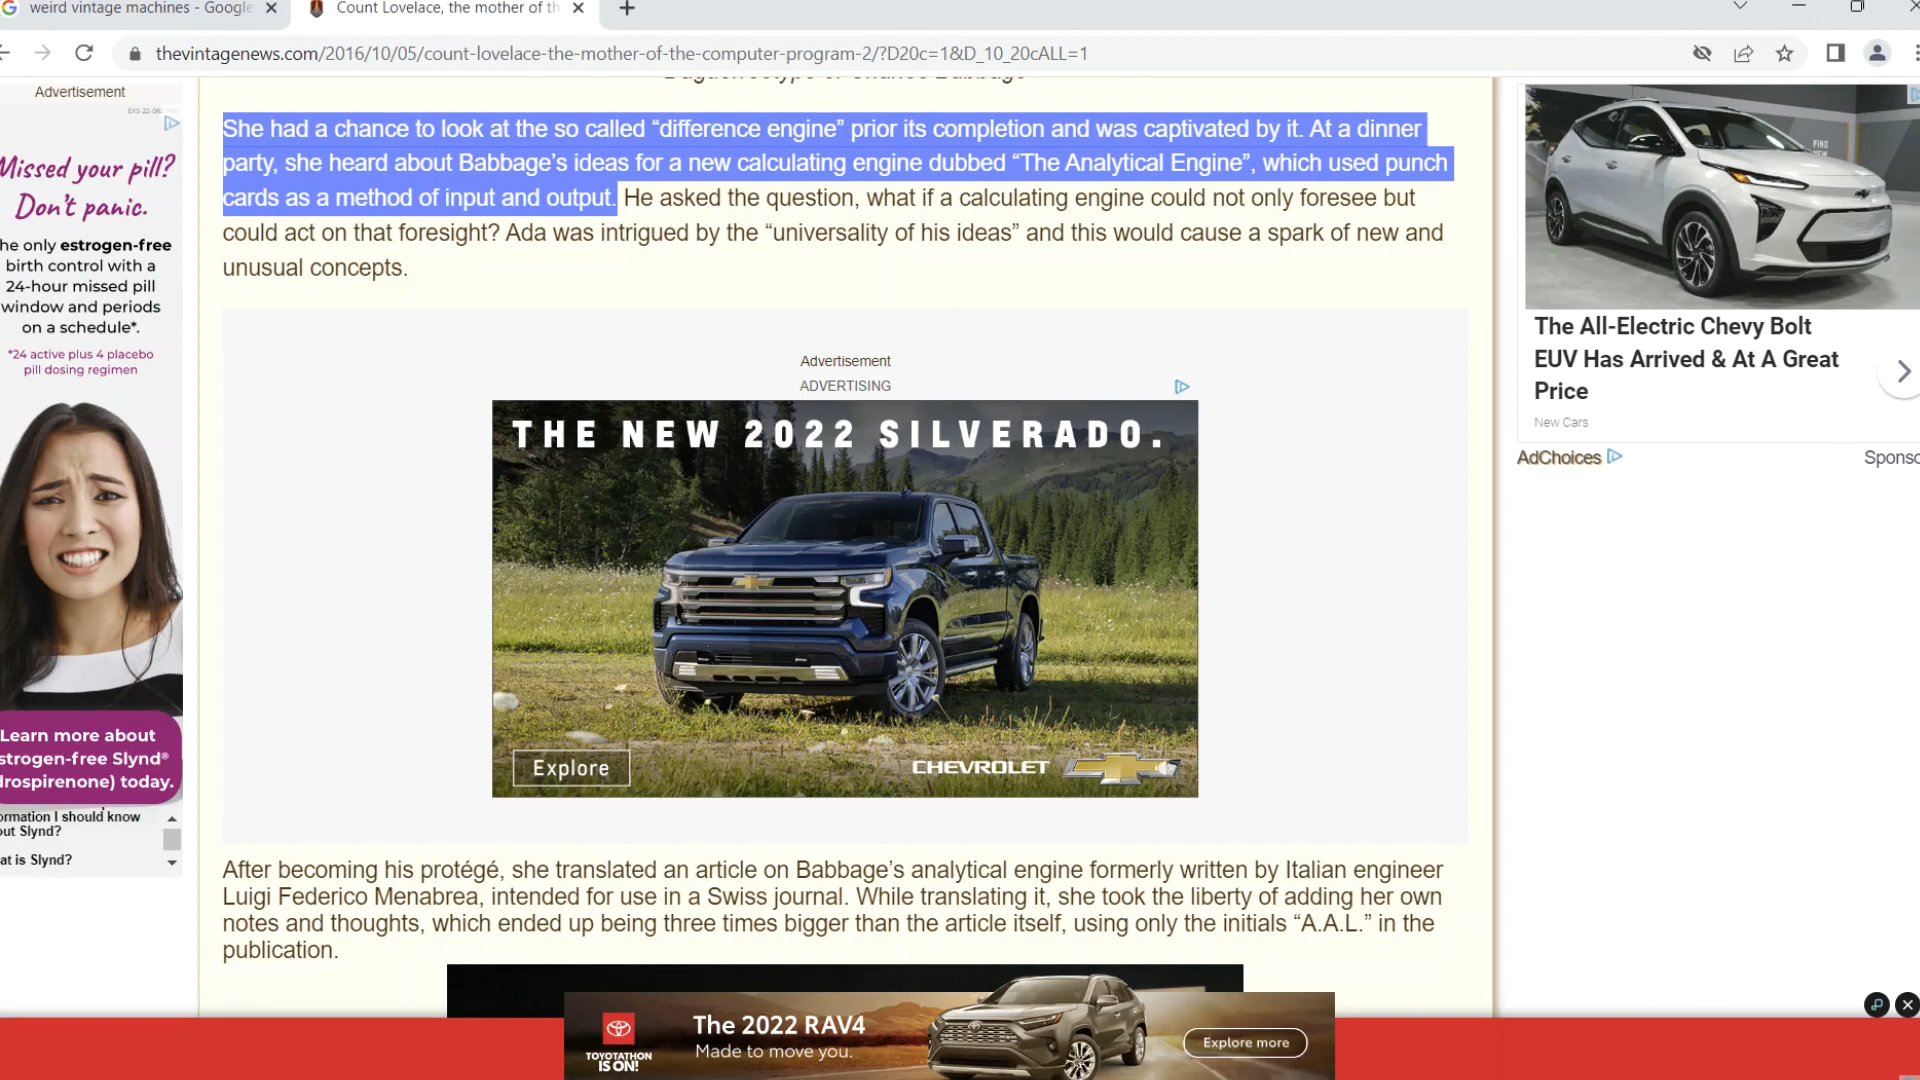 weird vintage machines - Google
Count Lovelace, the mother of th
thevintagenews.com/2016/10/05/count-lovelace-the-mother-of-the-computer-program-2/?D20c=1&D_10_20cALL=1
Advertisement
Missed your pill?
Don't panic.
he only estrogen-free
birth control with a
24-hour missed pill
window and periods
on a schedule*.
*24 active plus 4 placebo
pill dosing regimen
Learn more about
strogen-free Slynd®
drospirenone) today.
ormation I should know
out Slynd?
at is Slynd?
She had a chance to look at the so called “difference engine” prior its completion and was captivated by it. At a dinner
party, she heard about Babbage’s ideas for a new calculating engine dubbed “The Analytical Engine”, which used punch
cards as a method of input and output. He asked the question, what if a calculating engine could not only foresee but
could act on that foresight? Ada was intrigued by the “universality of his ideas” and this would cause a spark of new and
unusual concepts.
Advertisement
ADVERTISING
THE NEW 2022 SILVERADO.
Explore
CHEVROLET
After becoming his protégé, she translated an article on Babbage’s analytical engine formerly written by Italian engineer
Luigi Federico Menabrea, intended for use in a Swiss journal. While translating it, she took the liberty of adding her own
notes and thoughts, which ended up being three times bigger than the article itself, using only the initials “A.A.L.” in the
publication.
The All-Electric Chevy Bolt
EUV Has Arrived & At A Great
Price
New Cars
AdChoices
Sponso
TOYOTATHON
IS ON!
The 2022 RAV4
Made to move you.
Explore more